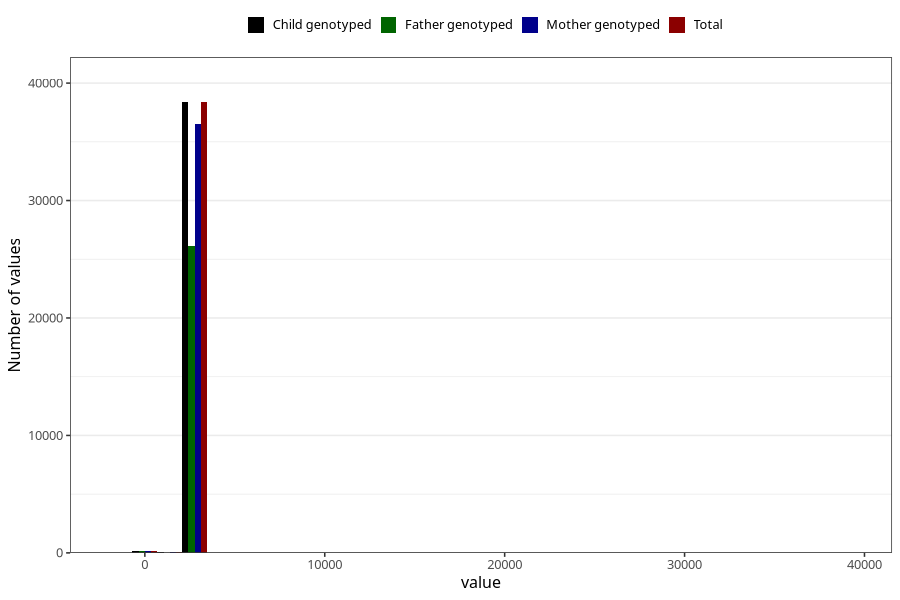 Child genotyped Father genotyped Mother genotyped Total
40000
30000
20000
10000
0
Number of values
0 10000 20000 30000 40000
value